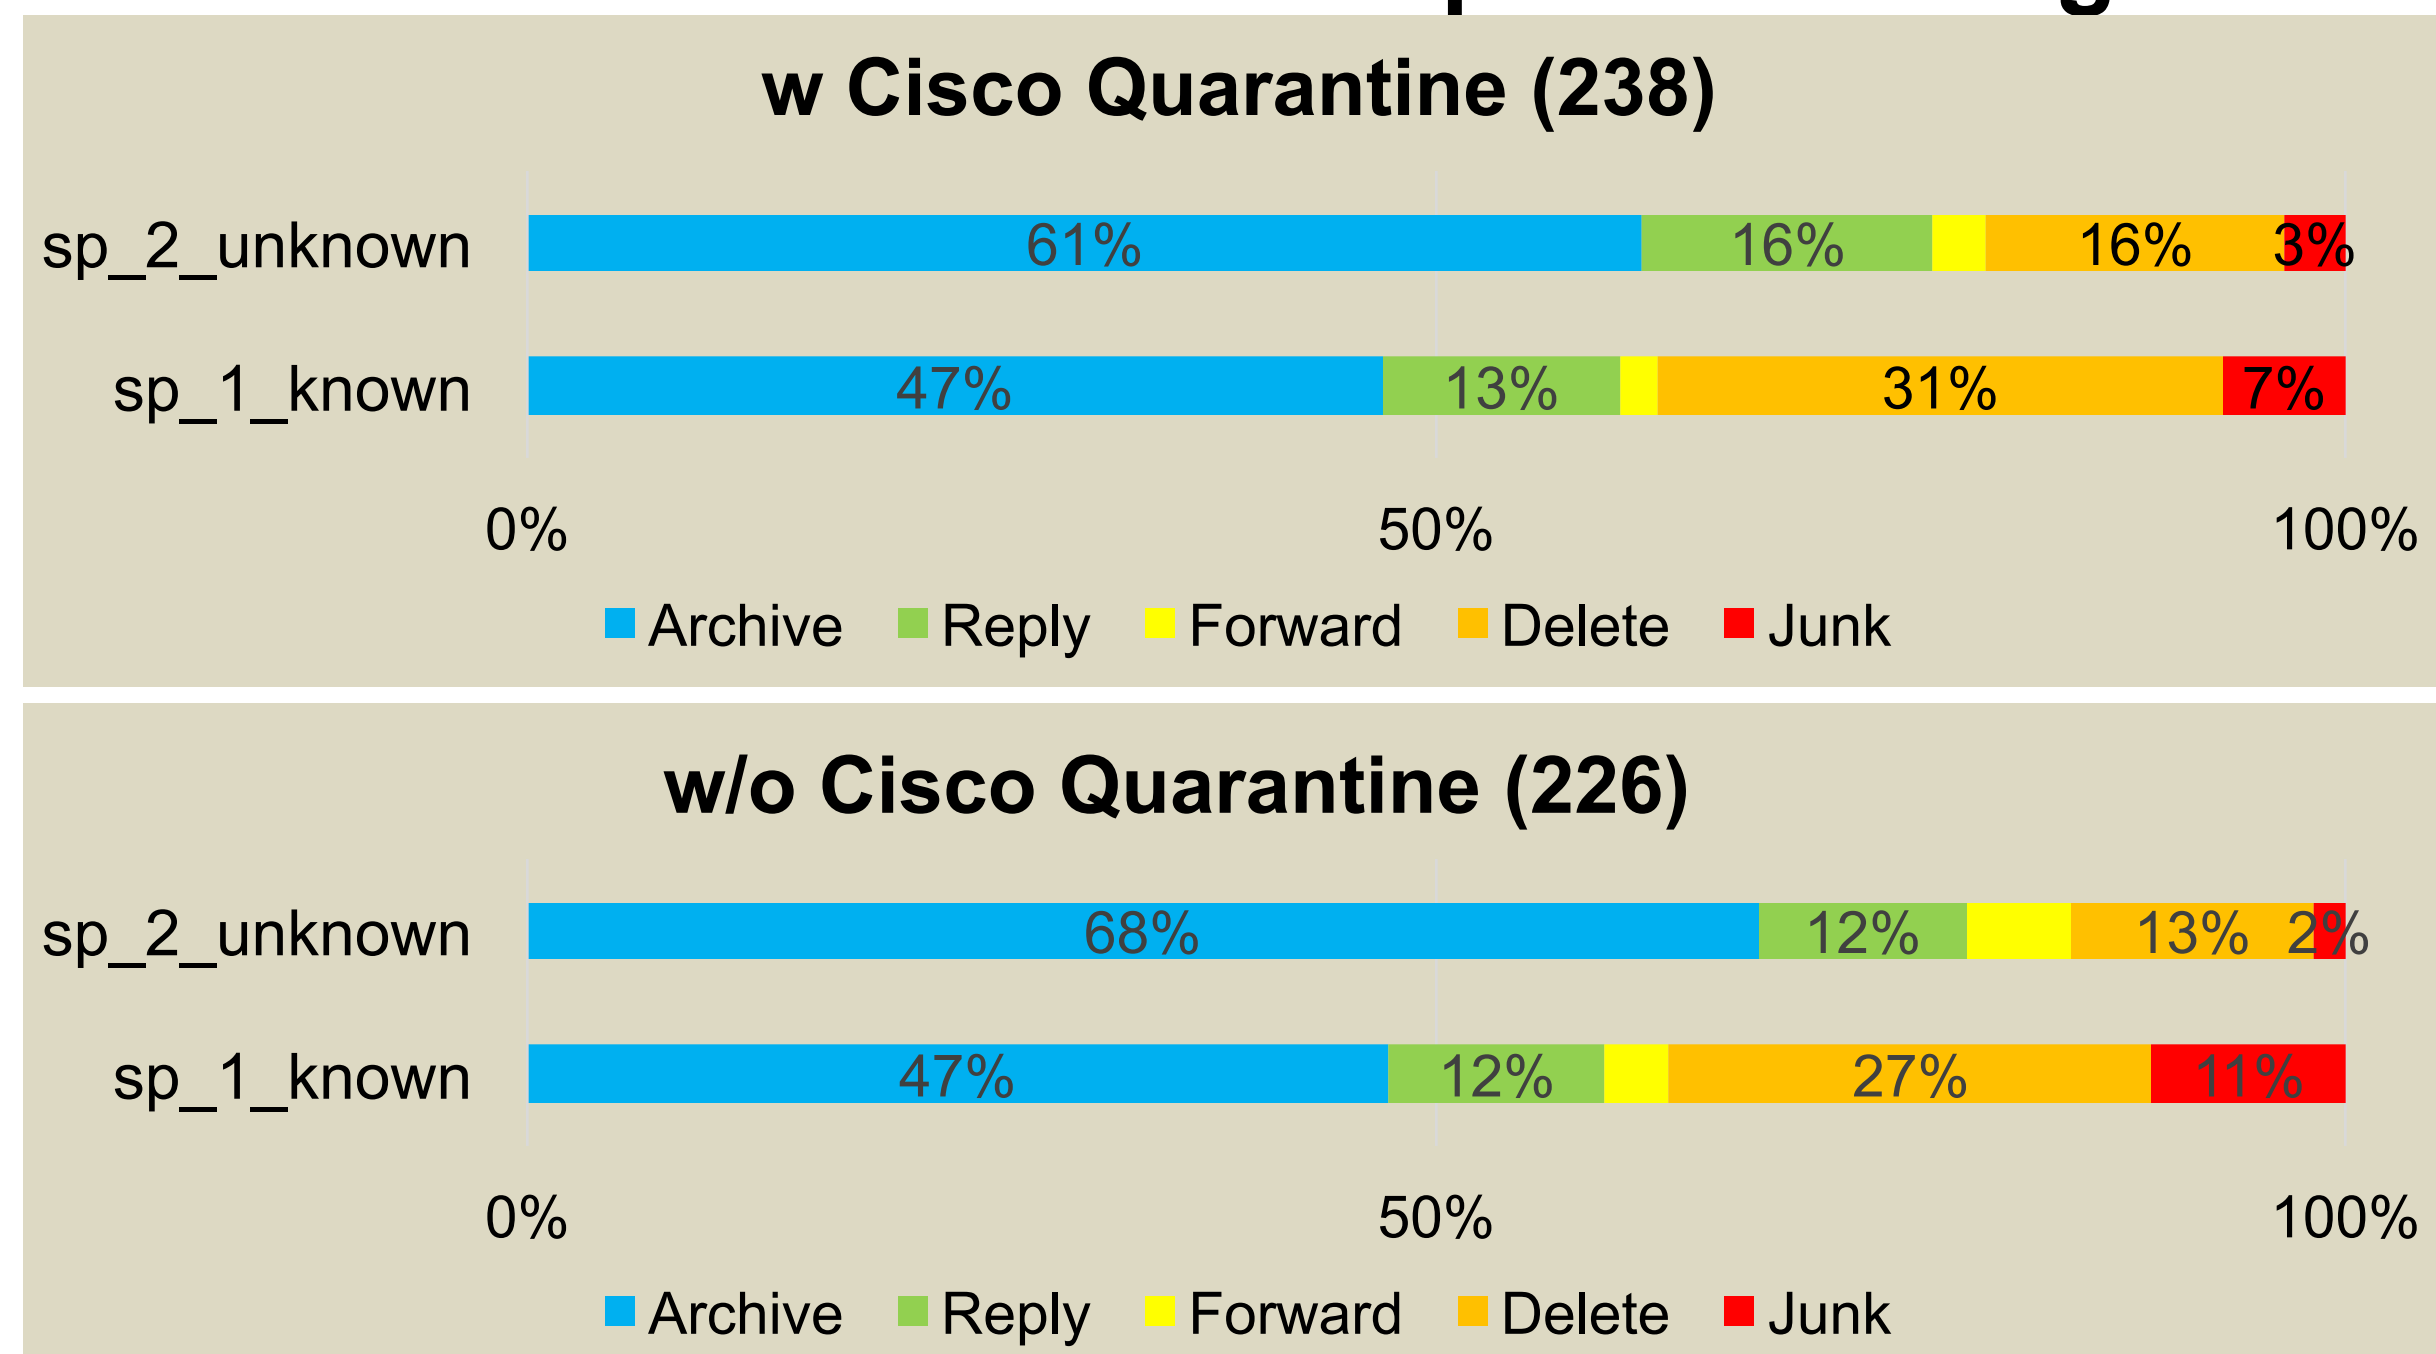 w Cisco Quarantine (238)
sp_2_unknown 61% 16% 16% 3%
sp_1_known 47% 13% 31% 7%
0% 50% 100%
Archive Reply Forward Delete Junk
w/o Cisco Quarantine (226)
sp_2_unknown 68% 12% 13% 2%
sp_1_known 47% 12% 27% 11%
0% 50% 100%
Archive Reply Forward Delete Junk